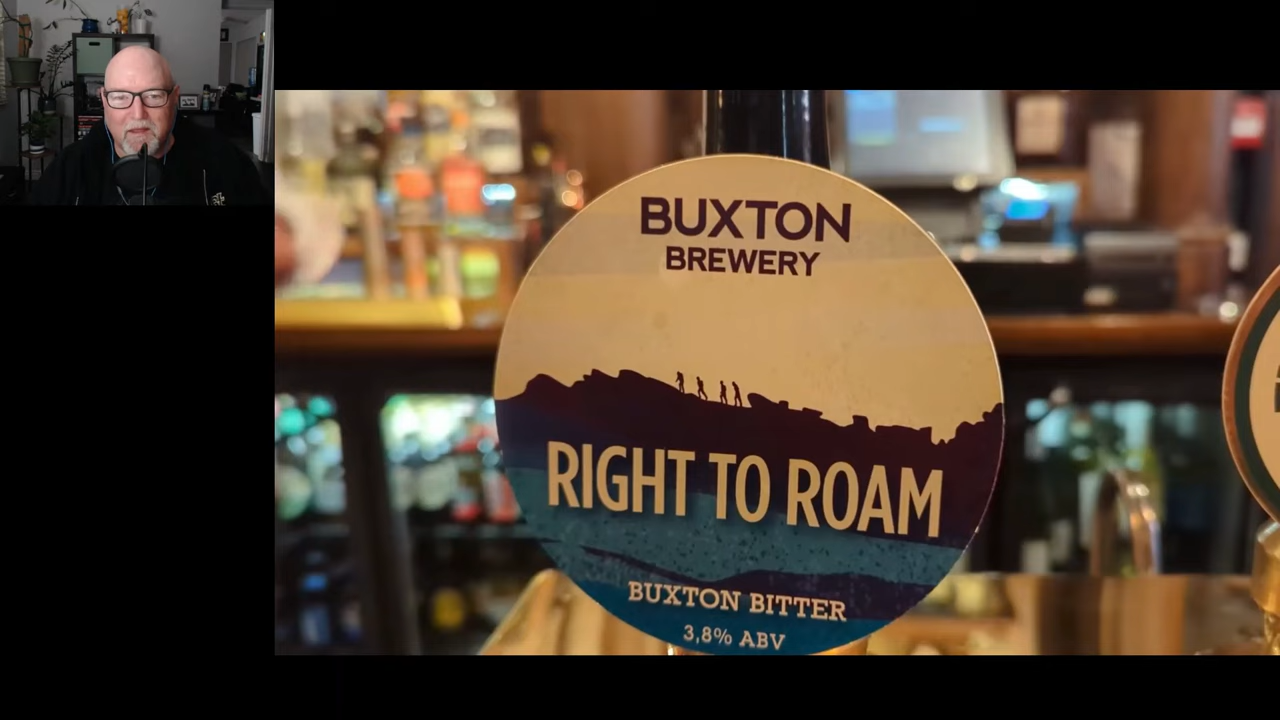 BUXTON
BREWERY
RIGHT TO ROAM
BUXTON BITTER
3,8% ABV